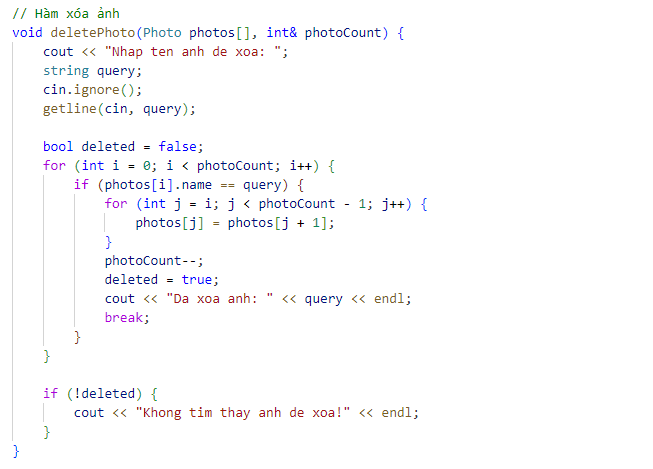 // Hàm xóa ảnh
void deletePhoto(Photo photos[], int& photoCount) {
    cout << "Nhap ten anh de xoa: ";
    string query;
    cin.ignore();
    getline(cin, query);

    bool deleted = false;
    for (int i = 0; i < photoCount; i++) {
        if (photos[i].name == query) {
            for (int j = i; j < photoCount - 1; j++) {
                photos[j] = photos[j + 1];
            }
            photoCount--;
            deleted = true;
            cout << "Da xoa anh: " << query << endl;
            break;
        }
    }

    if (!deleted) {
        cout << "Khong tim thay anh de xoa!" << endl;
    }
}